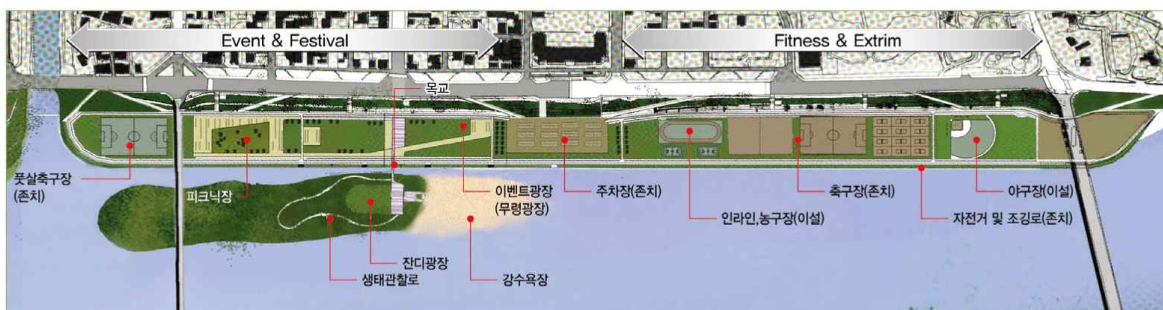 Event & Festival
Fitness & Extrim
목교
풋살축구장
(존치)
피크닉장
이벤트광장
(무령광장)
주차장(존치)
인라인,농구장(이설)
축구장(존치)
야구장(이설)
자전거 및 조깅로(존치)
잔디광장
생태관찰로
강수욕장